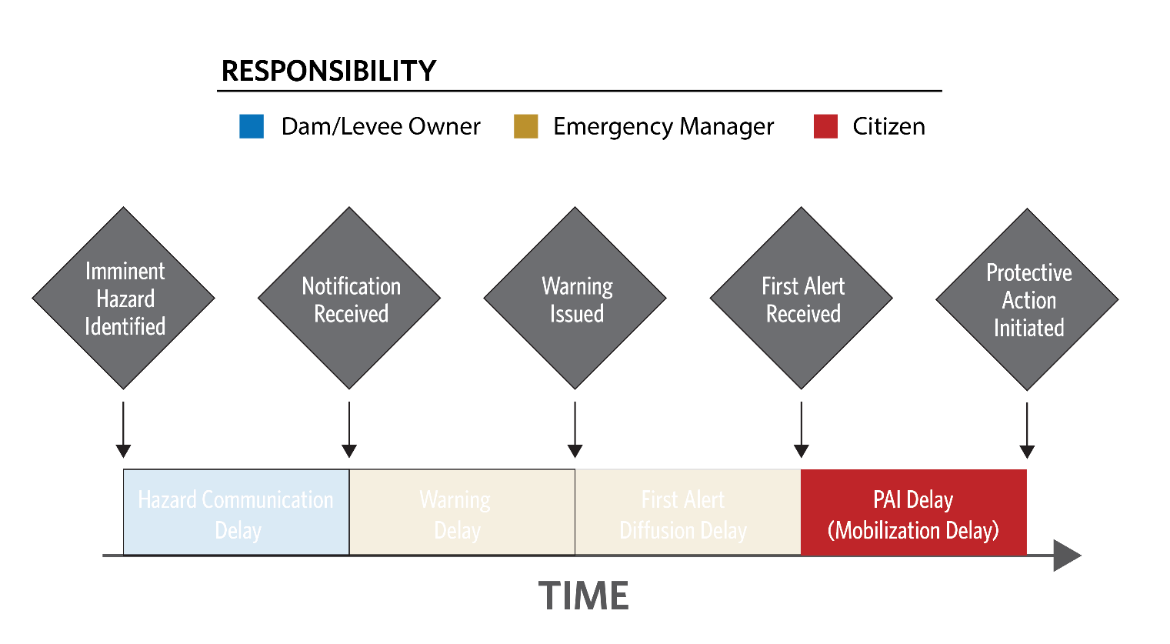 RESPONSIBILITY
Dam/Levee Owner Emergency Manager Citizen
Imminent
Hazard
Identified
Notification
Received
Warning
Issued
First Alert
Received
Protective
Action
Initiated
Hazard Communication
Delay
Warning
Delay
First Alert
Diffusion Delay
PAI Delay
(Mobilization Delay)
TIME